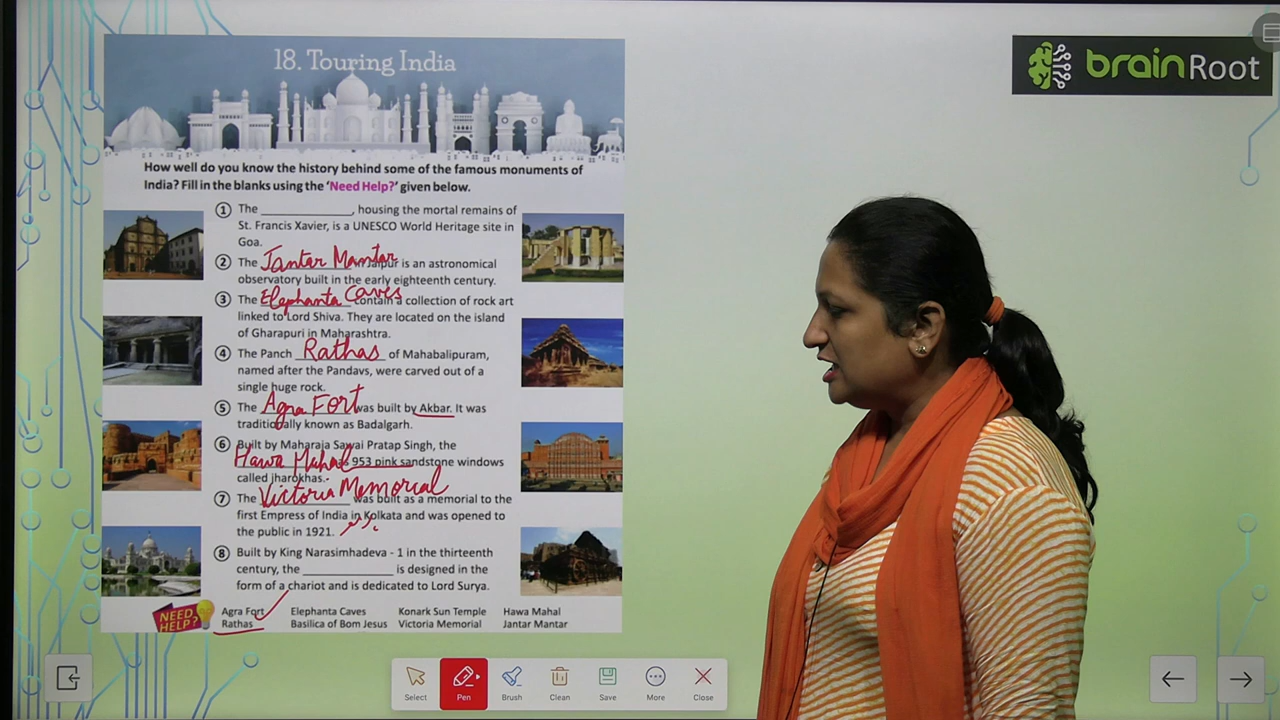 brainRoot
18. Touring India
How well do you know the history behind some of the famous monuments of
India? Fill in the blanks using the 'Need Help?' given below.
1 The ______________, housing the mortal remains of
St. Francis Xavier, is a UNESCO World Heritage site in
Goa.
2 The Jantar Mantar Jaipur is an astronomical
observatory built in the early eighteenth century.
3 The Elephanta Caves contain a collection of rock art
linked to Lord Shiva. They are located on the island
of Gharapuri in Maharashtra.
4 The Panch Rathas of Mahabalipuram,
named after the Pandavs, were carved out of a
single huge rock.
5 The Agra Fort was built by Akbar. It was
traditionally known as Badalgarh.
6 Built by Maharaja Sawai Pratap Singh, the
Hawa Mahal 953 pink sandstone windows
called jharokhas.
7 The Victoria Memorial was built as a memorial to the
first Empress of India in Kolkata and was opened to
the public in 1921.
8 Built by King Narasimhadeva - 1 in the thirteenth
century, the ______________ is designed in the
form of a chariot and is dedicated to Lord Surya.
NEED HELP?
Agra Fort Elephanta Caves Konark Sun Temple Hawa Mahal
Rathas Basilica of Bom Jesus Victoria Memorial Jantar Mantar
Select Pen Brush Clean Save More Close